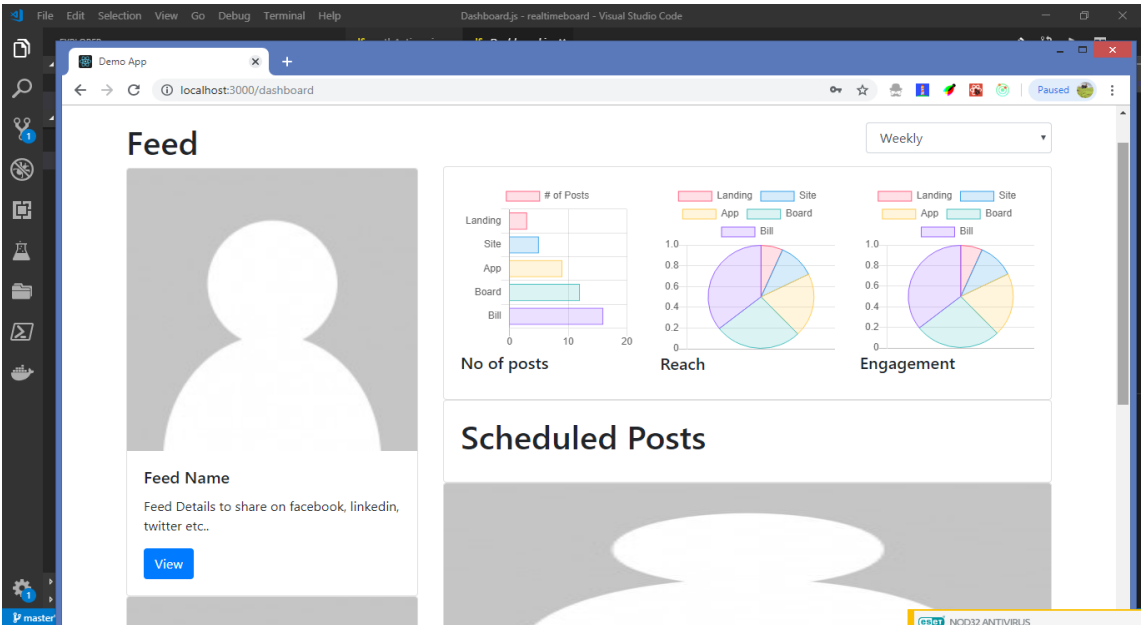 File Edit Selection View Go Debug Terminal Help
Dashboard.js - realtimeboard - Visual Studio Code
Demo App
localhost:3000/dashboard
Paused
Feed
Weekly
# of Posts
Landing
Site
App
Board
Bill
0 10 20
No of posts
Landing Site
App Board
Bill
1.0
0.8
0.6
0.4
0.2
0
Reach
Landing Site
App Board
Bill
1.0
0.8
0.6
0.4
0.2
0
Engagement
Scheduled Posts
Feed Name
Feed Details to share on facebook, linkedin,
twitter etc..
View
1
1
master
eset NOD32 ANTIVIRUS